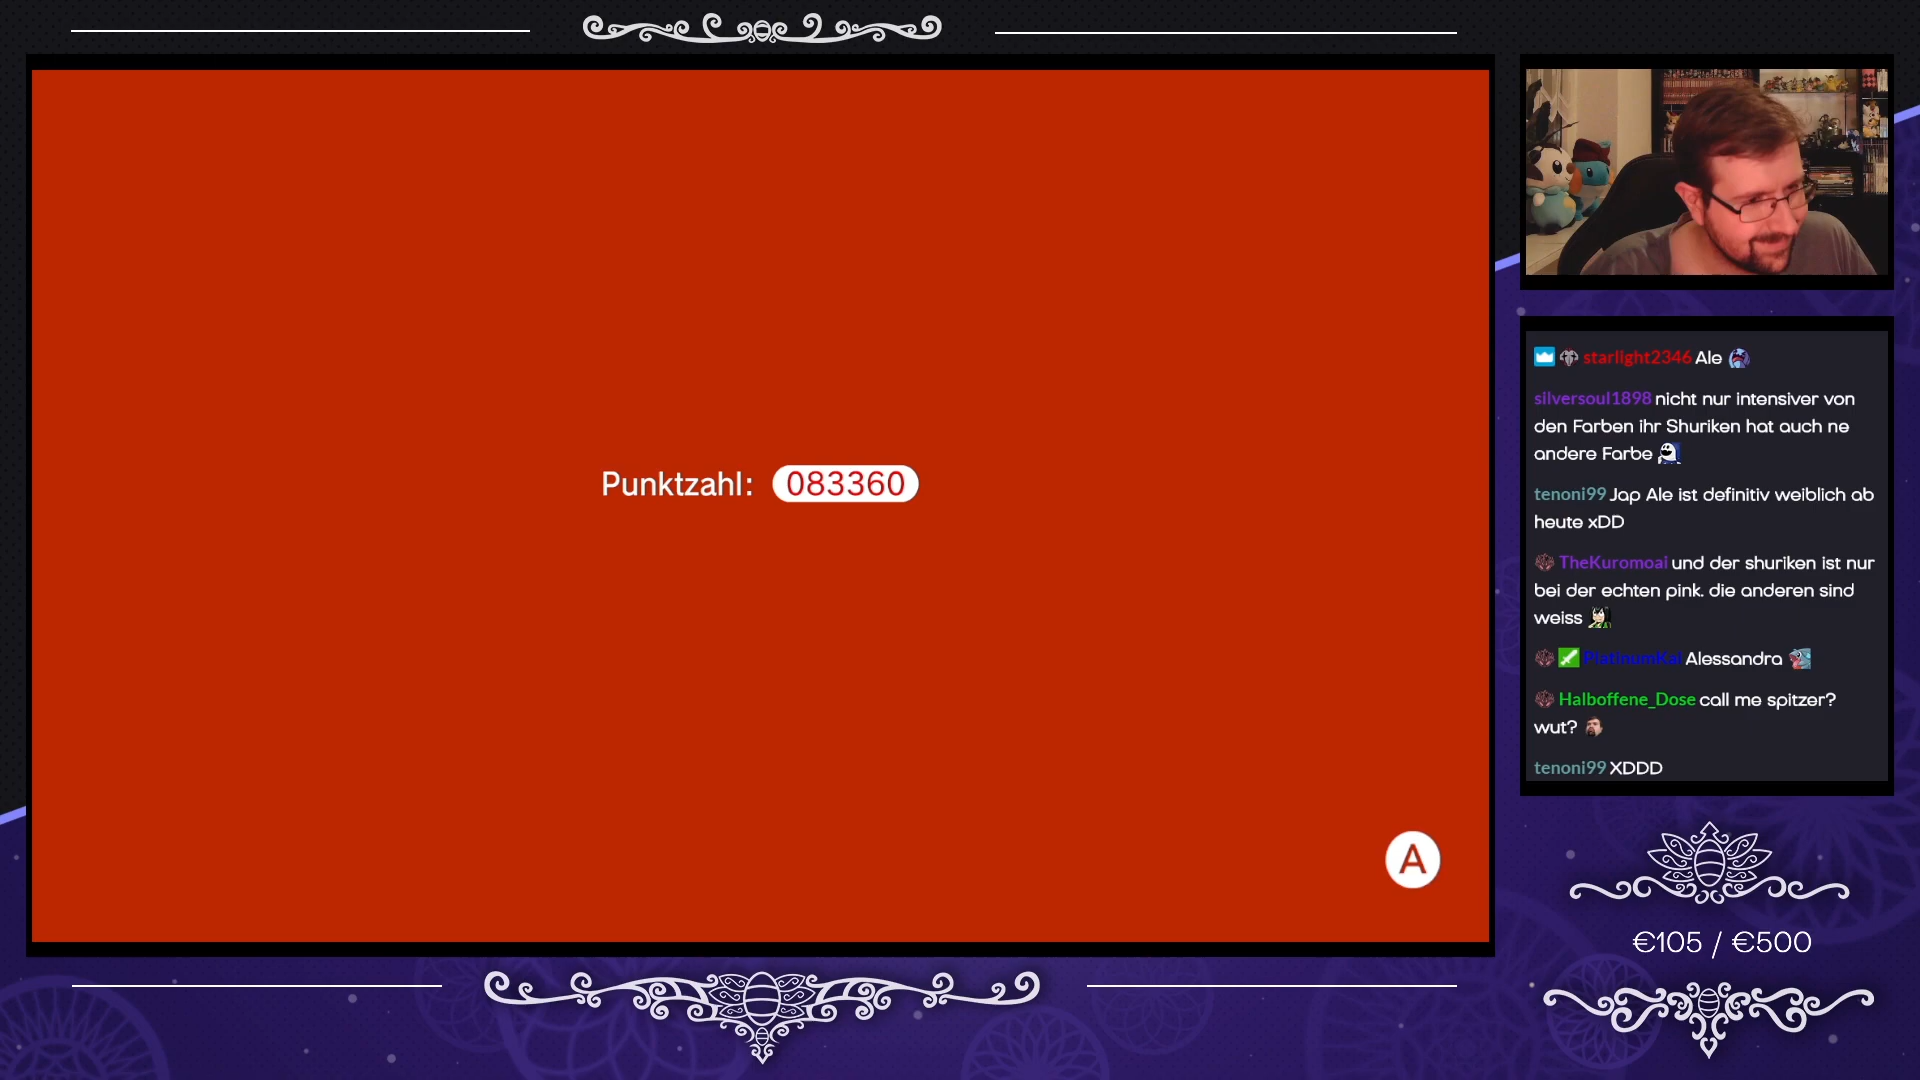 Punktzahl: 083360
A
starlight2346 Ale
silversoul1898 nicht nur intensiver von
den Farben ihr Shuriken hat auch ne
andere Farbe
tenoni99 Jap Ale ist definitiv weiblich ab
heute xDD
TheKuromoai und der shuriken ist nur
bei der echten pink. die anderen sind
weiss
PlatinumKai Alessandra
Halboffene_Dose call me spitzer?
wut?
tenoni99 XDDD
€105 / €500